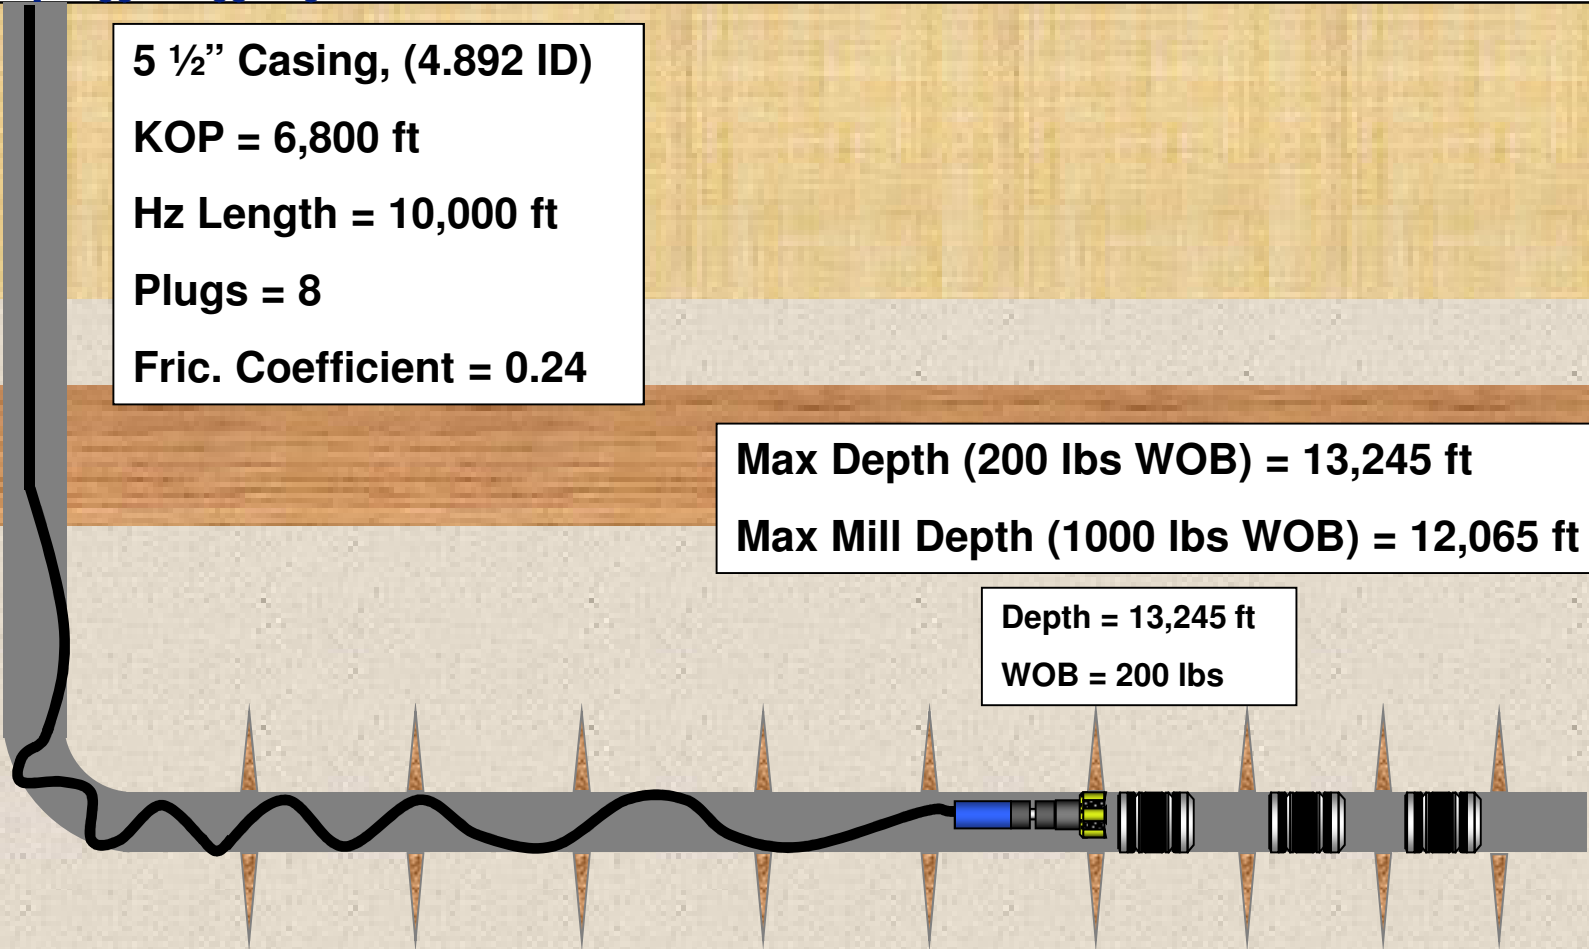 5 ½” Casing, (4.892 ID)
KOP = 6,800 ft
Hz Length = 10,000 ft
Plugs = 8
Fric. Coefficient = 0.24
Max Depth (200 lbs WOB) = 13,245 ft
Max Mill Depth (1000 lbs WOB) = 12,065 ft
Depth = 13,245 ft
WOB = 200 lbs